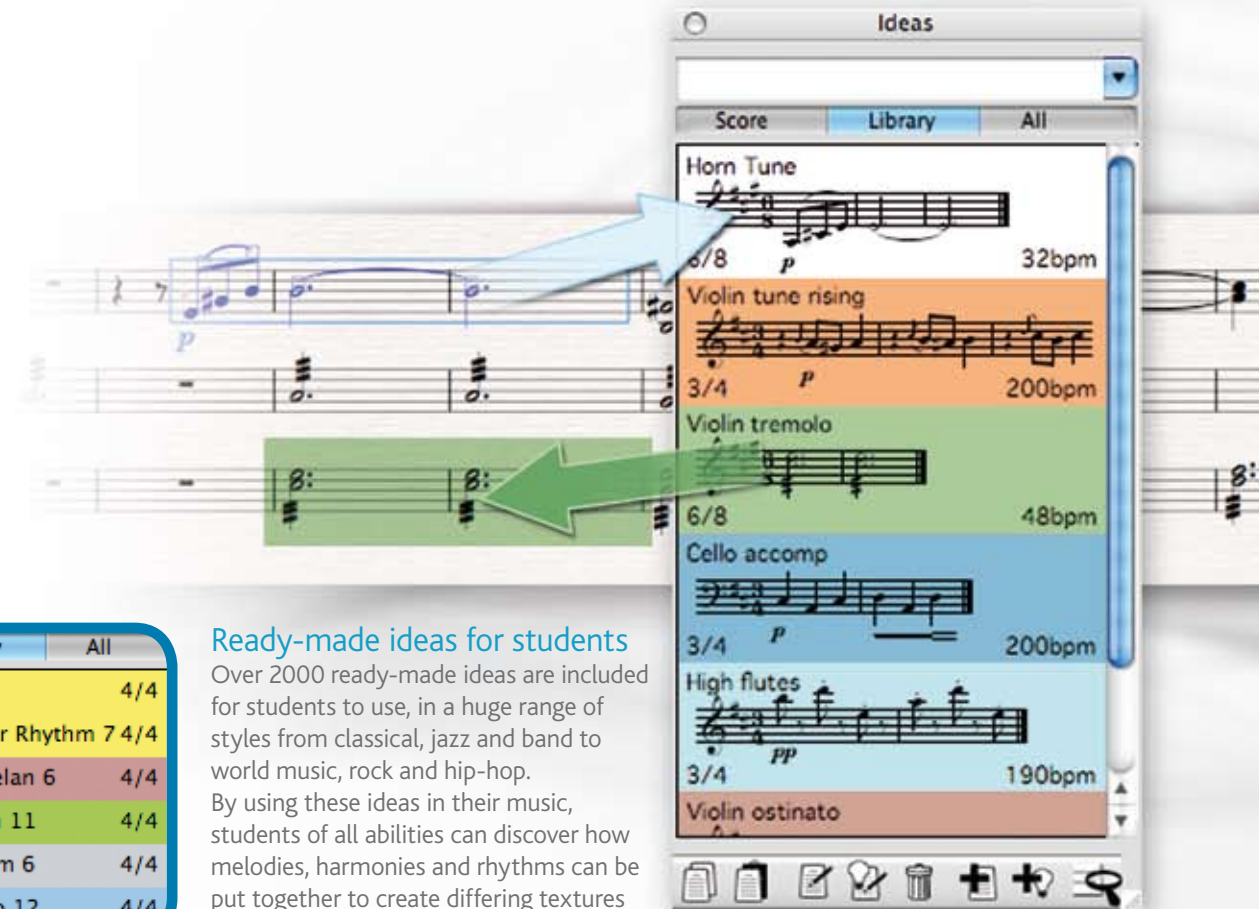 Ideas
Score Library All
Horn Tune
6/8 p 32bpm
Violin tune rising
3/4 p 200bpm
Violin tremolo
6/8 48bpm
Cello accomp
3/4 p 200bpm
High flutes
3/4 pp 190bpm
Violin ostinato
p
All
4/4
Rhythm 7 4/4
6 4/4
11 4/4
6 4/4
12 4/4
Ready-made ideas for students
Over 2000 ready-made ideas are included
for students to use, in a huge range of
styles from classical, jazz and band to
world music, rock and hip-hop.
By using these ideas in their music,
students of all abilities can discover how
melodies, harmonies and rhythms can be
put together to create differing textures